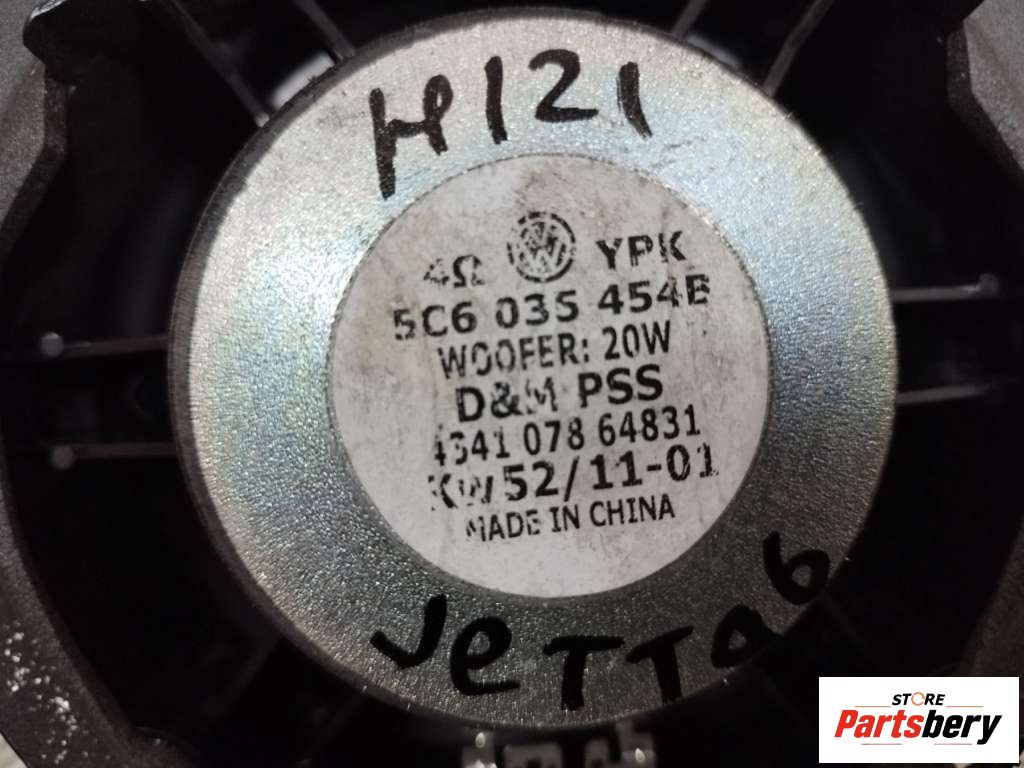 H121
4Ω VW YPK
5C6 035 454B
WOOFER: 20W
D&M PSS
4341 078 64831
KW52/11-01
MADE IN CHINA
JeTTa6
STORE
Partsbery